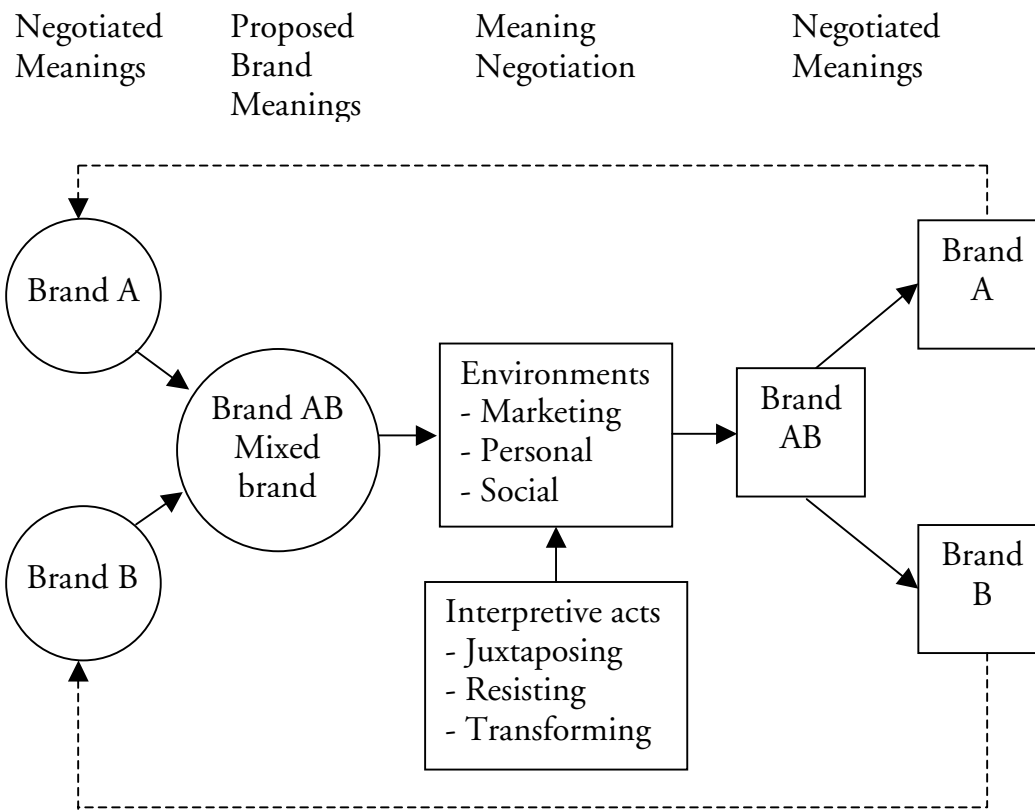 Negotiated
Meanings
Proposed
Brand
Meanings
Meaning
Negotiation
Negotiated
Meanings
Brand A
Brand B
Brand AB
Mixed
brand
Environments
- Marketing
- Personal
- Social
Interpretive acts
- Juxtaposing
- Resisting
- Transforming
Brand
AB
Brand
A
Brand
B